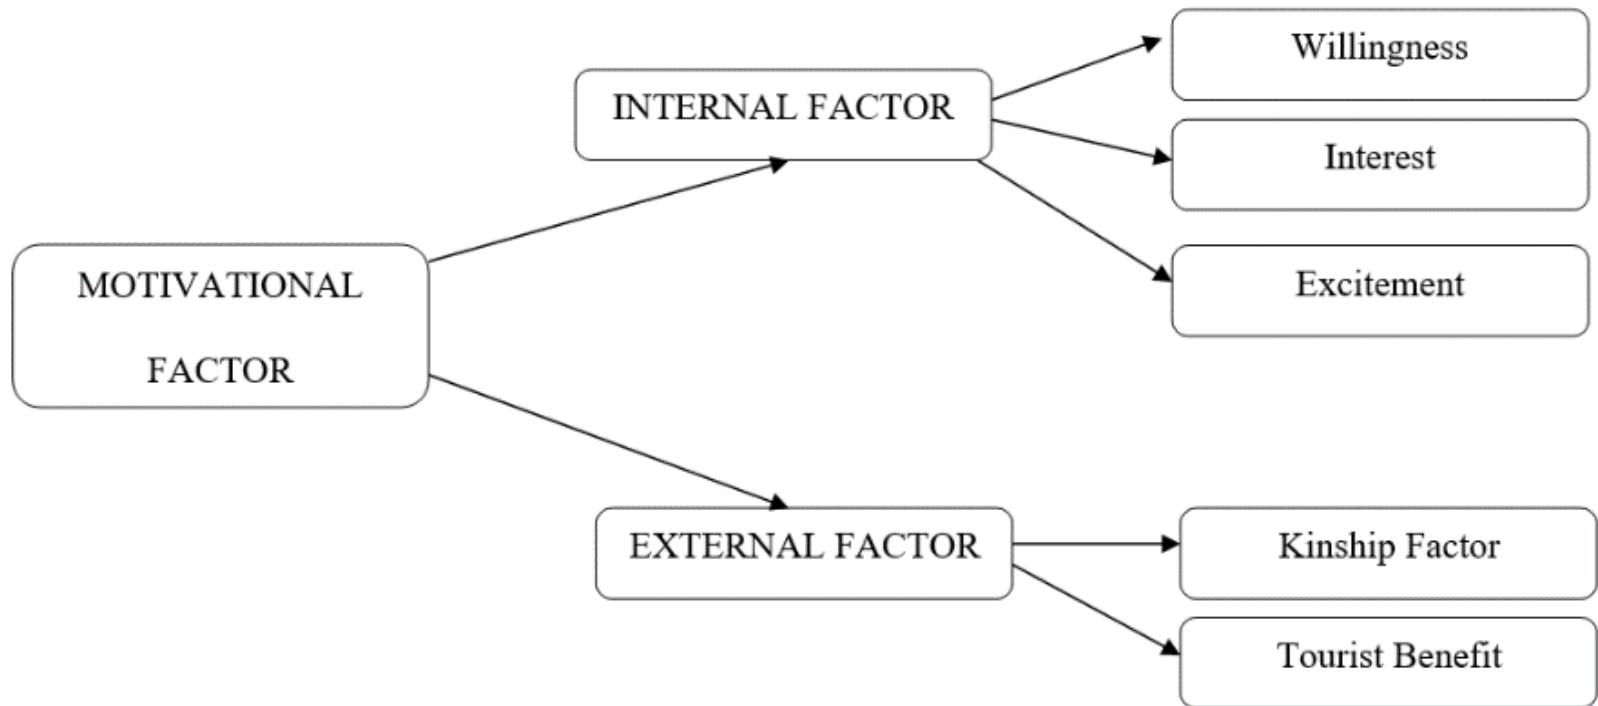 Willingness
INTERNAL FACTOR
Interest
MOTIVATIONAL
FACTOR
Excitement
EXTERNAL FACTOR
Kinship Factor
Tourist Benefit